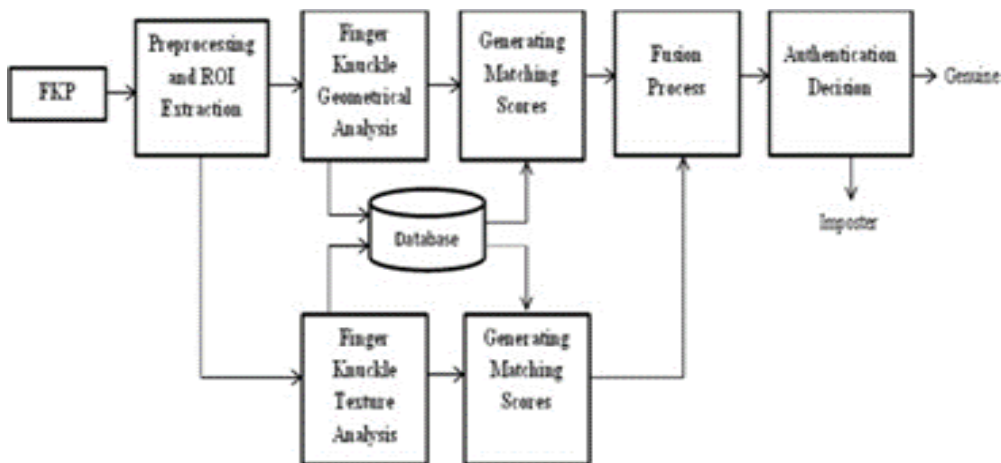 FKP
Preprocessing
and ROI
Extraction
Finger
Knuckle
Geometrical
Analysis
Generating
Matching
Scores
Fusion
Process
Authentication
Decision
Genuine
Imposter
Database
Finger
Knuckle
Texture
Analysis
Generating
Matching
Scores